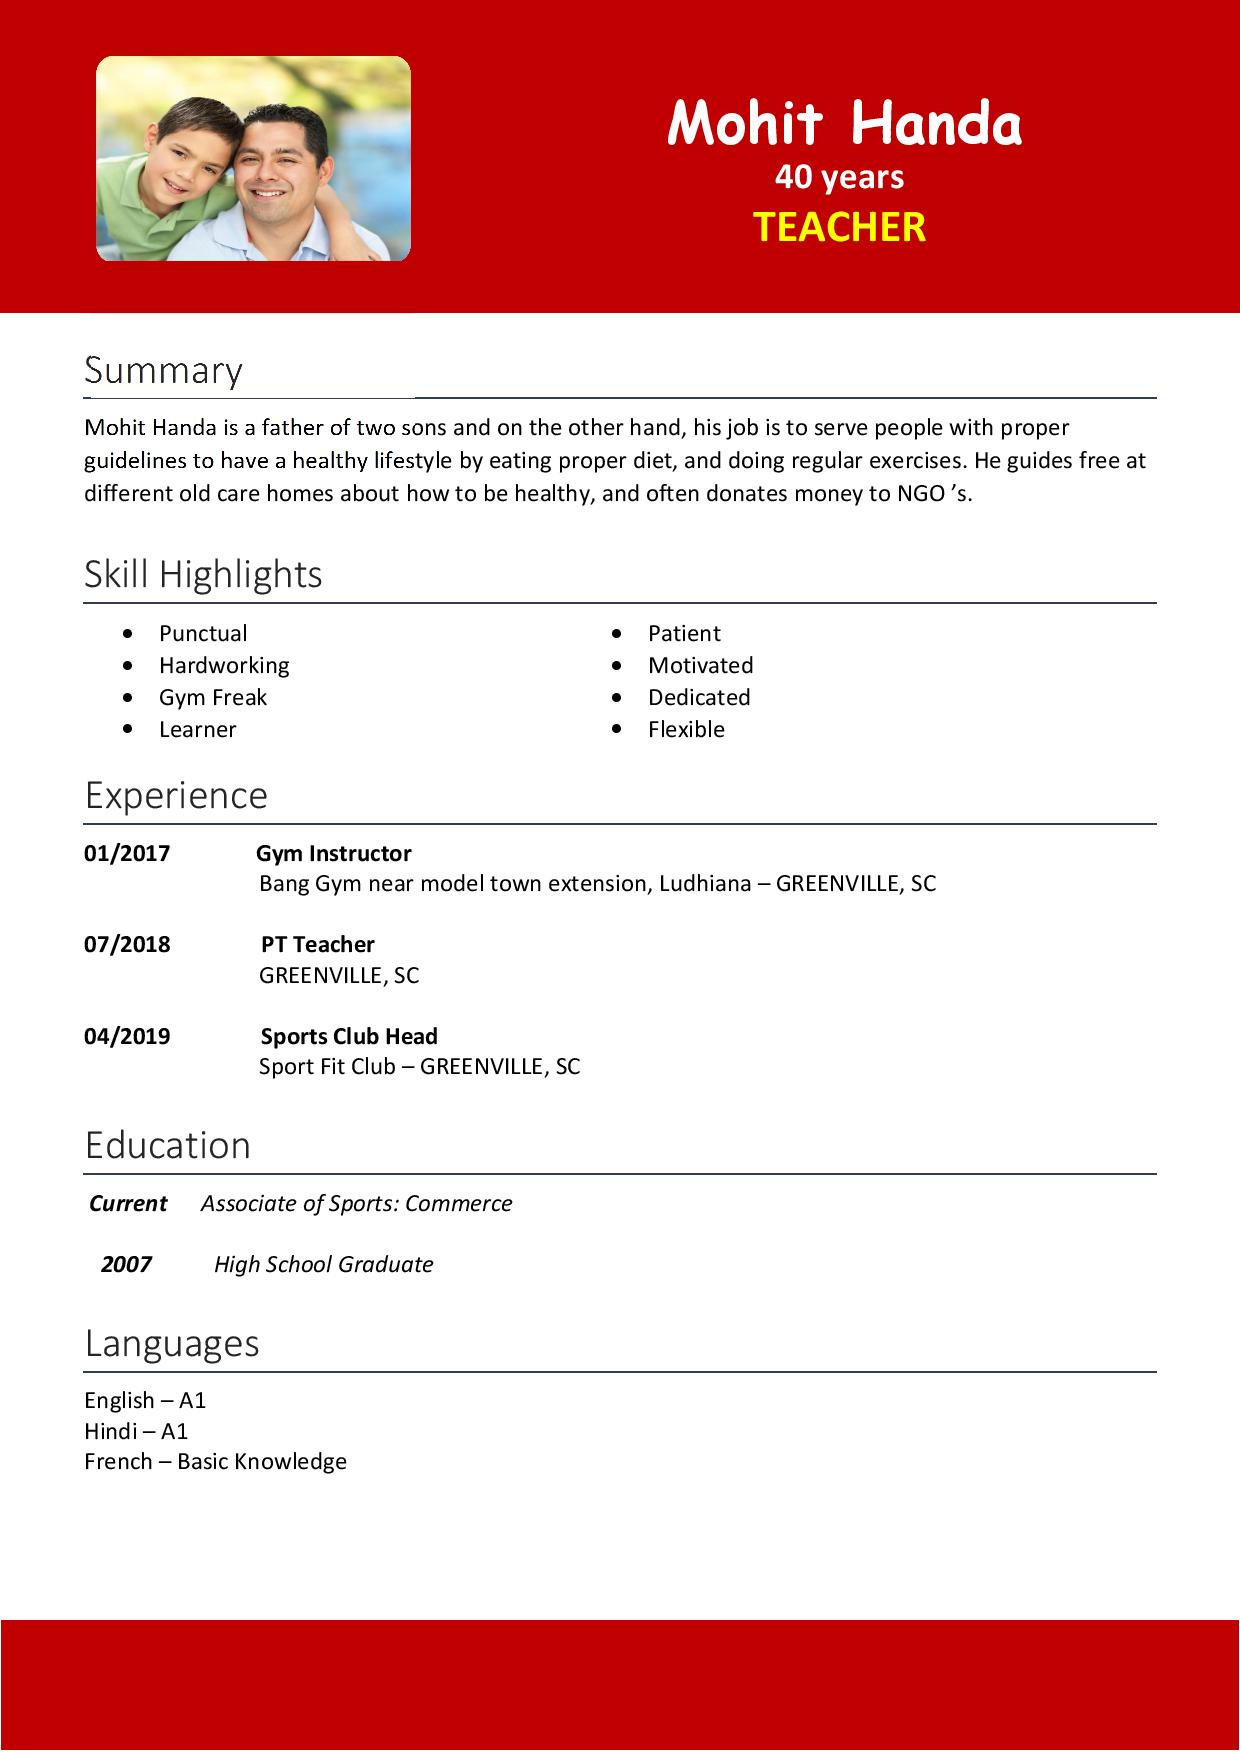 Mohit Handa
40 years
TEACHER
Summary
Mohit Handa is a father of two sons and on the other hand, his job is to serve people with proper
guidelines to have a healthy lifestyle by eating proper diet, and doing regular exercises. He guides free at
different old care homes about how to be healthy, and often donates money to NGO ’s.
Skill Highlights
• Punctual
• Hardworking
• Gym Freak
• Learner
• Patient
• Motivated
• Dedicated
• Flexible
Experience
01/2017 Gym Instructor
Bang Gym near model town extension, Ludhiana – GREENVILLE, SC
07/2018 PT Teacher
GREENVILLE, SC
04/2019 Sports Club Head
Sport Fit Club – GREENVILLE, SC
Education
Current Associate of Sports: Commerce
2007 High School Graduate
Languages
English – A1
Hindi – A1
French – Basic Knowledge